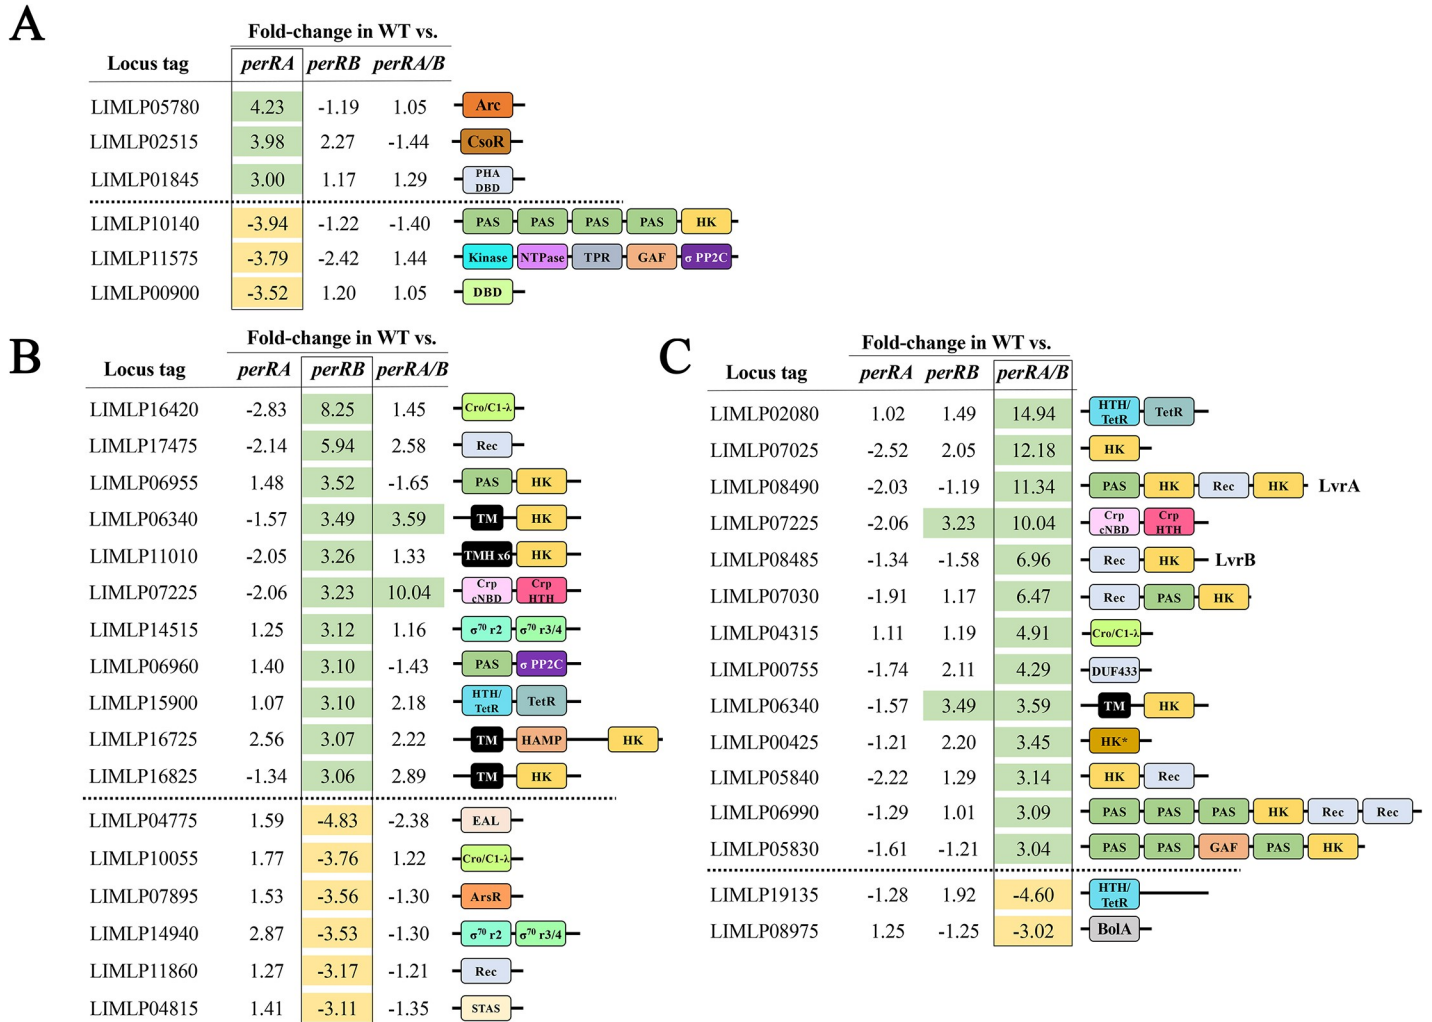 A
Fold-change in WT vs.
Locus tag perRA perRB perRA/B
LIMLP05780 4.23 -1.19 1.05 Arc
LIMLP02515 3.98 2.27 -1.44 CsoR
LIMLP01845 3.00 1.17 1.29 PHA DBD
LIMLP10140 -3.94 -1.22 -1.40 PAS PAS PAS PAS HK
LIMLP11575 -3.79 -2.42 1.44 Kinase NTPase TPR GAF σ PP2C
LIMLP00900 -3.52 1.20 1.05 DBD
B
Fold-change in WT vs.
Locus tag perRA perRB perRA/B
LIMLP16420 -2.83 8.25 1.45 Cro/C1-λ
LIMLP17475 -2.14 5.94 2.58 Rec
LIMLP06955 1.48 3.52 -1.65 PAS HK
LIMLP06340 -1.57 3.49 3.59 TM HK
LIMLP11010 -2.05 3.26 1.33 TMH x6 HK
LIMLP07225 -2.06 3.23 10.04 Crp cNBD Crp HTH
LIMLP14515 1.25 3.12 1.16 σ⁷⁰ r2 σ⁷⁰ r3/4
LIMLP06960 1.40 3.10 -1.43 PAS σ PP2C
LIMLP15900 1.07 3.10 2.18 HTH/TetR TetR
LIMLP16725 2.56 3.07 2.22 TM HAMP HK
LIMLP16825 -1.34 3.06 2.89 TM HK
LIMLP04775 1.59 -4.83 -2.38 EAL
LIMLP10055 1.77 -3.76 1.22 Cro/C1-λ
LIMLP07895 1.53 -3.56 -1.30 ArsR
LIMLP14940 2.87 -3.53 -1.30 σ⁷⁰ r2 σ⁷⁰ r3/4
LIMLP11860 1.27 -3.17 -1.21 Rec
LIMLP04815 1.41 -3.11 -1.35 STAS
C
Fold-change in WT vs.
Locus tag perRA perRB perRA/B
LIMLP02080 1.02 1.49 14.94 HTH/TetR TetR
LIMLP07025 -2.52 2.05 12.18 HK
LIMLP08490 -2.03 -1.19 11.34 PAS HK Rec HK LvrA
LIMLP07225 -2.06 3.23 10.04 Crp cNBD Crp HTH
LIMLP08485 -1.34 -1.58 6.96 Rec HK LvrB
LIMLP07030 -1.91 1.17 6.47 Rec PAS HK
LIMLP04315 1.11 1.19 4.91 Cro/C1-λ
LIMLP00755 -1.74 2.11 4.29 DUF433
LIMLP06340 -1.57 3.49 3.59 TM HK
LIMLP00425 -1.21 2.20 3.45 HK*
LIMLP05840 -2.22 1.29 3.14 HK Rec
LIMLP06990 -1.29 1.01 3.09 PAS PAS PAS HK Rec Rec
LIMLP05830 -1.61 -1.21 3.04 PAS PAS GAF PAS HK
LIMLP19135 -1.28 1.92 -4.60 HTH/TetR
LIMLP08975 1.25 -1.25 -3.02 BolA